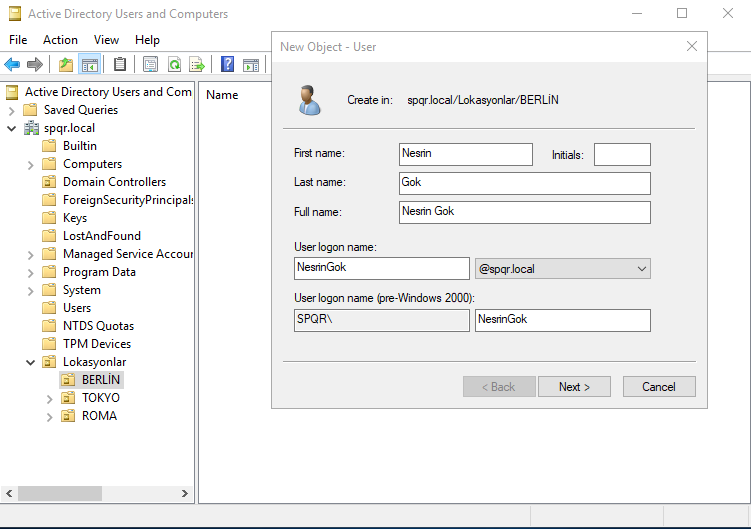 Active Directory Users and Computers
File Action View Help
Active Directory Users and Com
Saved Queries
spqr.local
Builtin
Computers
Domain Controllers
ForeignSecurityPrincipals
Keys
LostAndFound
Managed Service Accour
Program Data
System
Users
NTDS Quotas
TPM Devices
Lokasyonlar
BERLİN
TOKYO
ROMA
Name
New Object - User
Create in: spqr.local/Lokasyonlar/BERLİN
First name: Nesrin Initials:
Last name: Gok
Full name: Nesrin Gok
User logon name:
NesrinGok @spqr.local
User logon name (pre-Windows 2000):
SPQR\ NesrinGok
< Back Next > Cancel